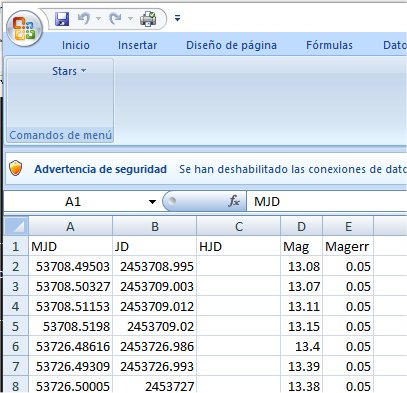 Inicio Insertar Diseño de página Fórmulas
Stars
Comandos de menú
Advertencia de seguridad Se han deshabilitado las conexiones de
A1 fx MJD
A B C D E
1 MJD JD HJD Mag Magerr
2 53708.49503 2453708.995 13.08 0.05
3 53708.50327 2453709.003 13.07 0.05
4 53708.51153 2453709.012 13.11 0.05
5 53708.5198 2453709.02 13.15 0.05
6 53726.48616 2453726.986 13.4 0.05
7 53726.49309 2453726.993 13.39 0.05
8 53726.50005 2453727 13.38 0.05